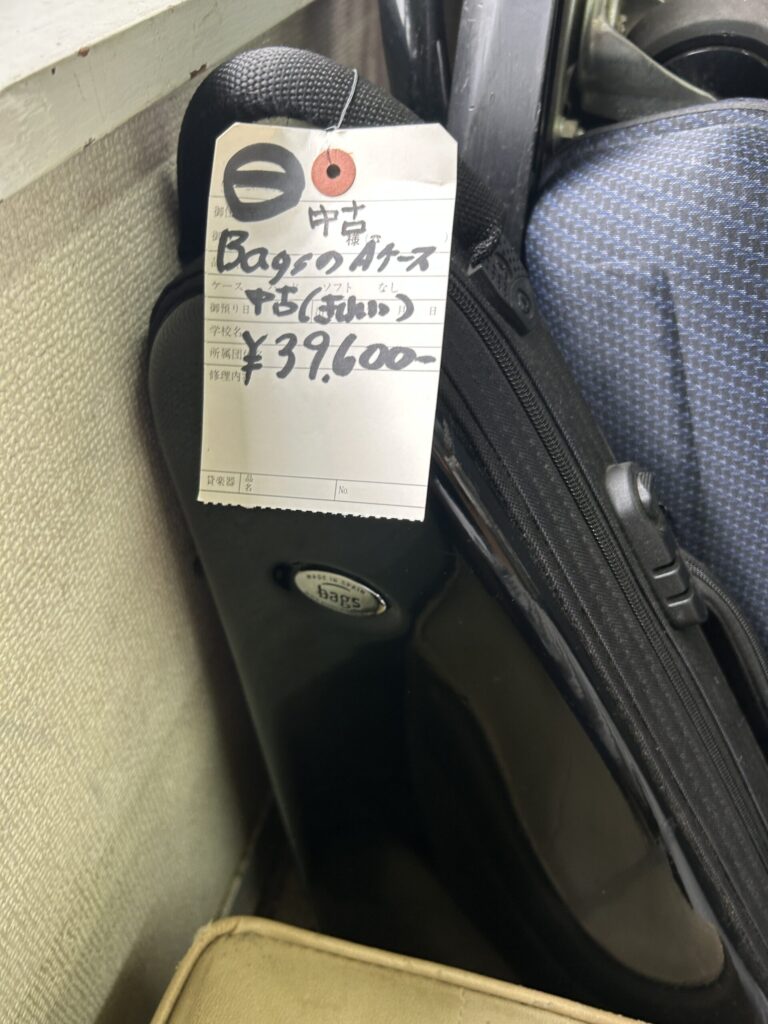 中古
様
BagsのAケース
ケース
ソフト なし
中古(きれい)
御預り日
日
学校名
所属団
¥39,600-
修理内
貸楽器 品名 No.
MADE IN SPAIN
bags